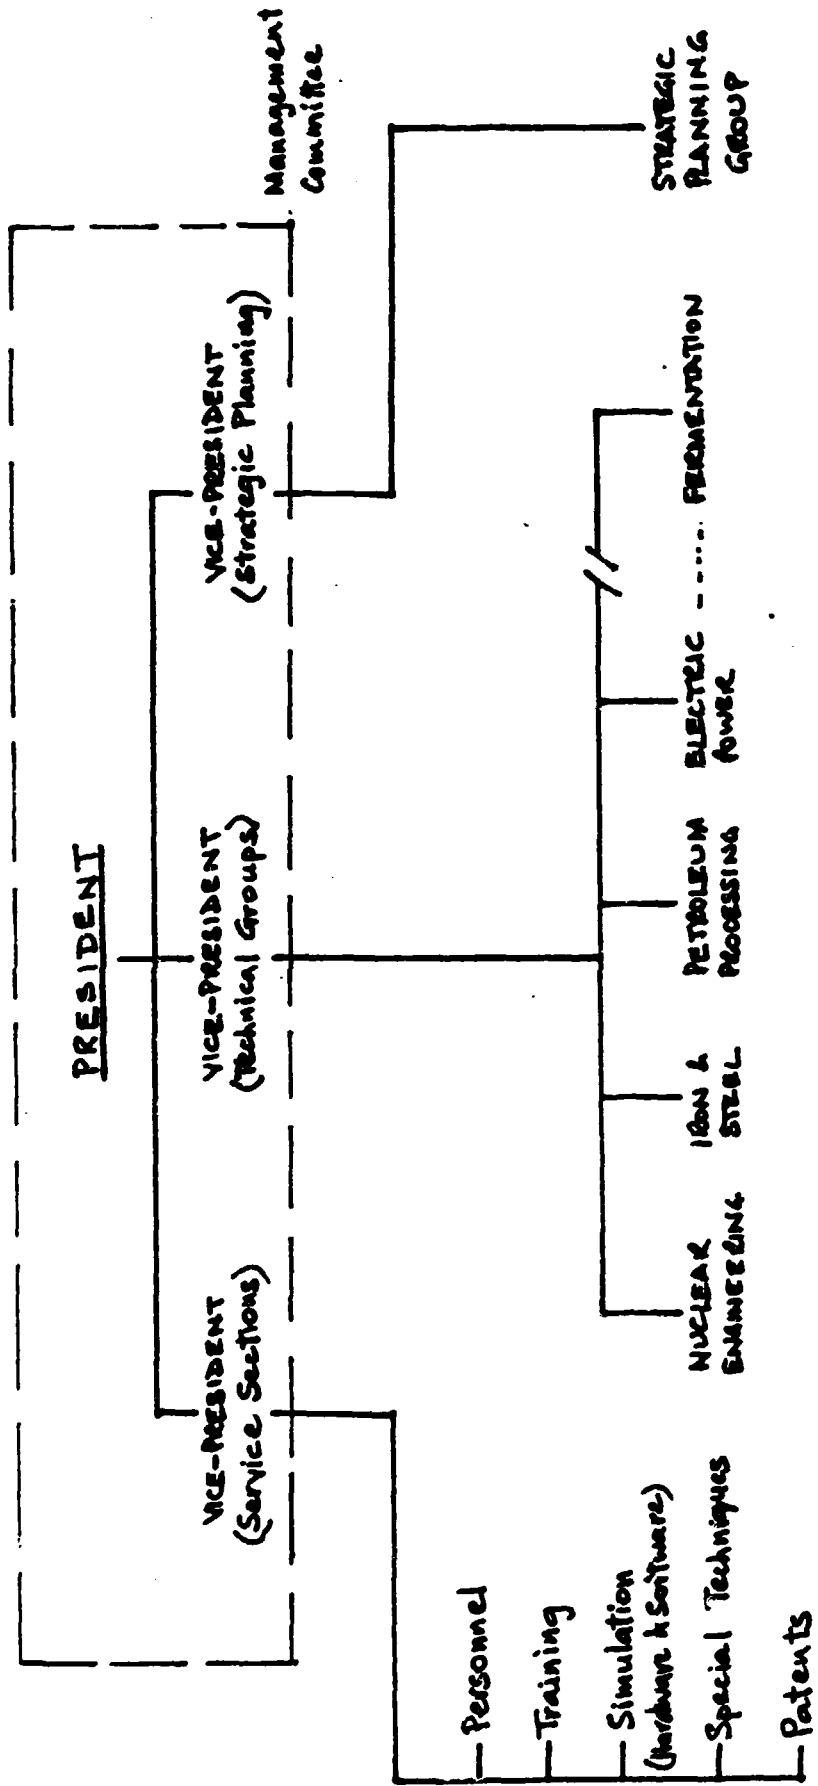 PRESIDENT
Management
Committee
VICE-PRESIDENT
(Service Sections)
VICE-PRESIDENT
(Technical Groups)
VICE-PRESIDENT
(Strategic Planning)
Personnel
Training
Simulation
(Hardware & Software)
Special Techniques
Patents
NUCLEAR
ENGINEERING
IRON &
STEEL
PETROLEUM
PROCESSING
ELECTRIC
POWER
-----
FERMENTATION
STRATEGIC
PLANNING
GROUP